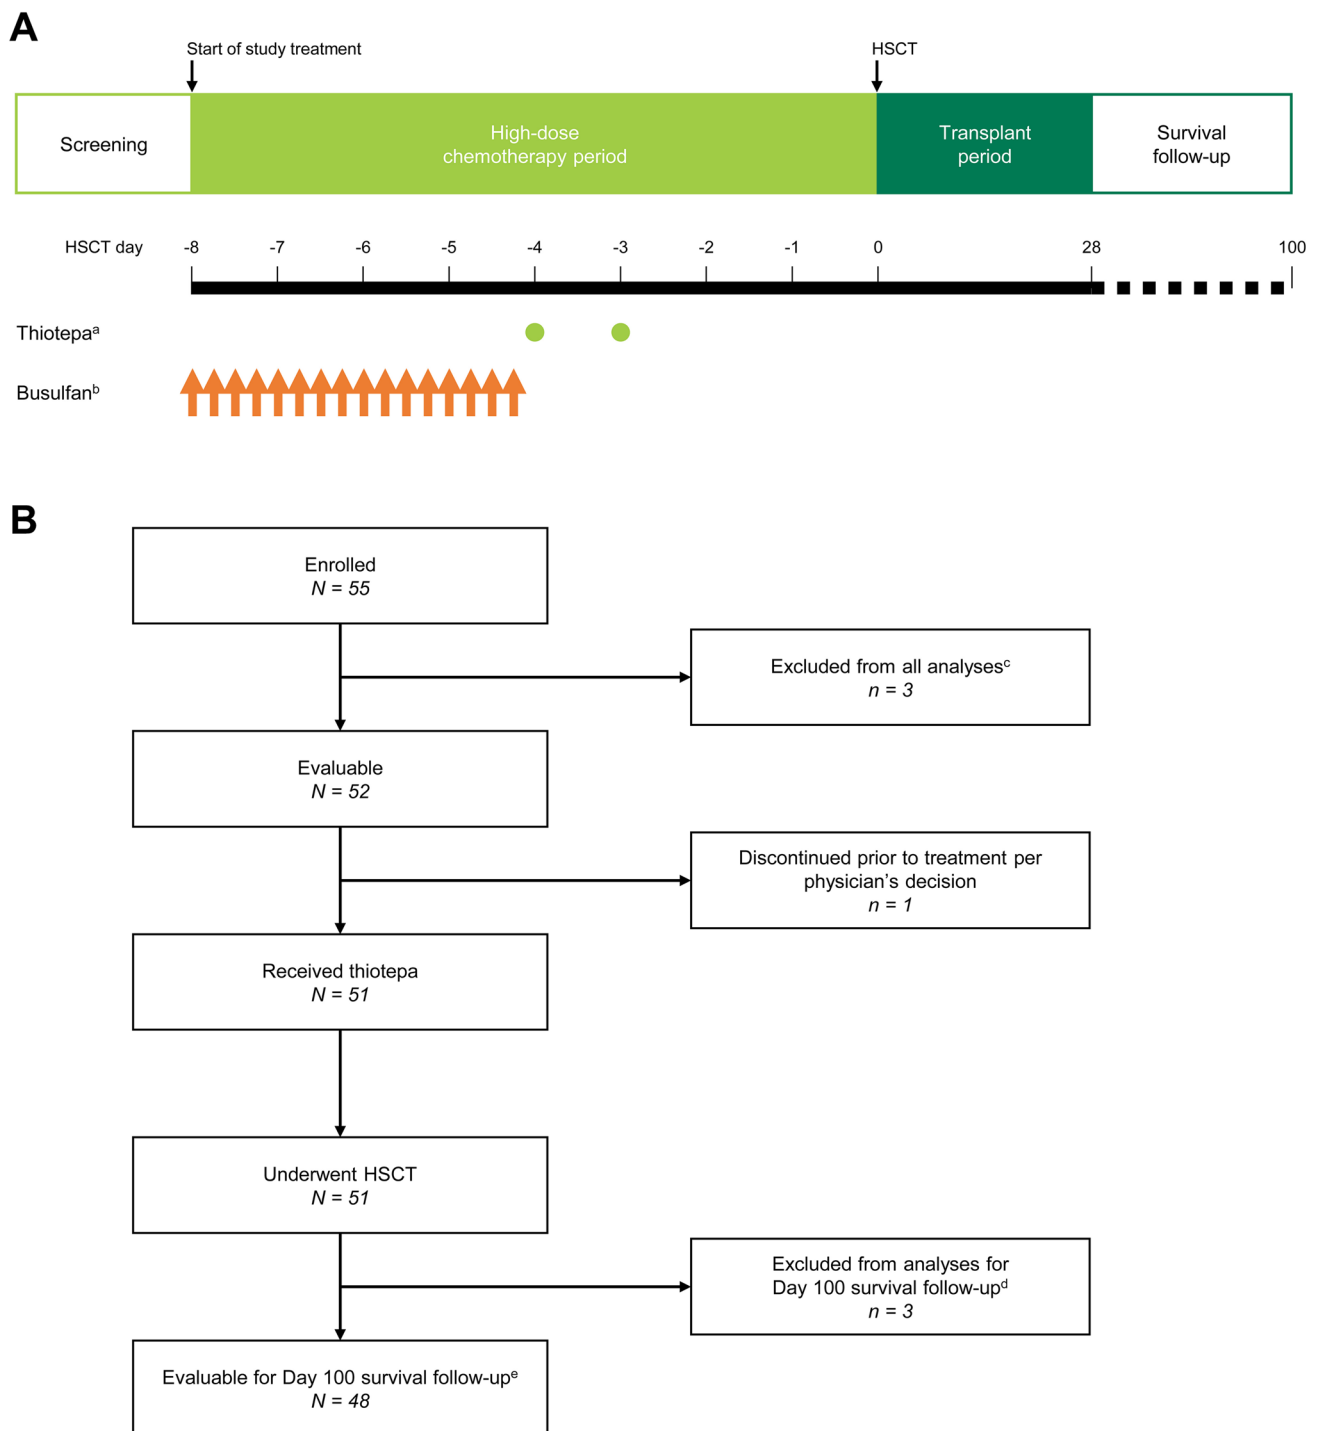 A
Start of study treatment
HSCT
Screening
High-dose
chemotherapy period
Transplant
period
Survival
follow-up
HSCT day -8 -7 -6 -5 -4 -3 -2 -1 0 28 100
Thiotepaᵃ
Busulfanᵇ
B
Enrolled
N = 55
Excluded from all analysesᶜ
n = 3
Evaluable
N = 52
Discontinued prior to treatment per
physician’s decision
n = 1
Received thiotepa
N = 51
Underwent HSCT
N = 51
Excluded from analyses for
Day 100 survival follow-upᵈ
n = 3
Evaluable for Day 100 survival follow-upᵉ
N = 48